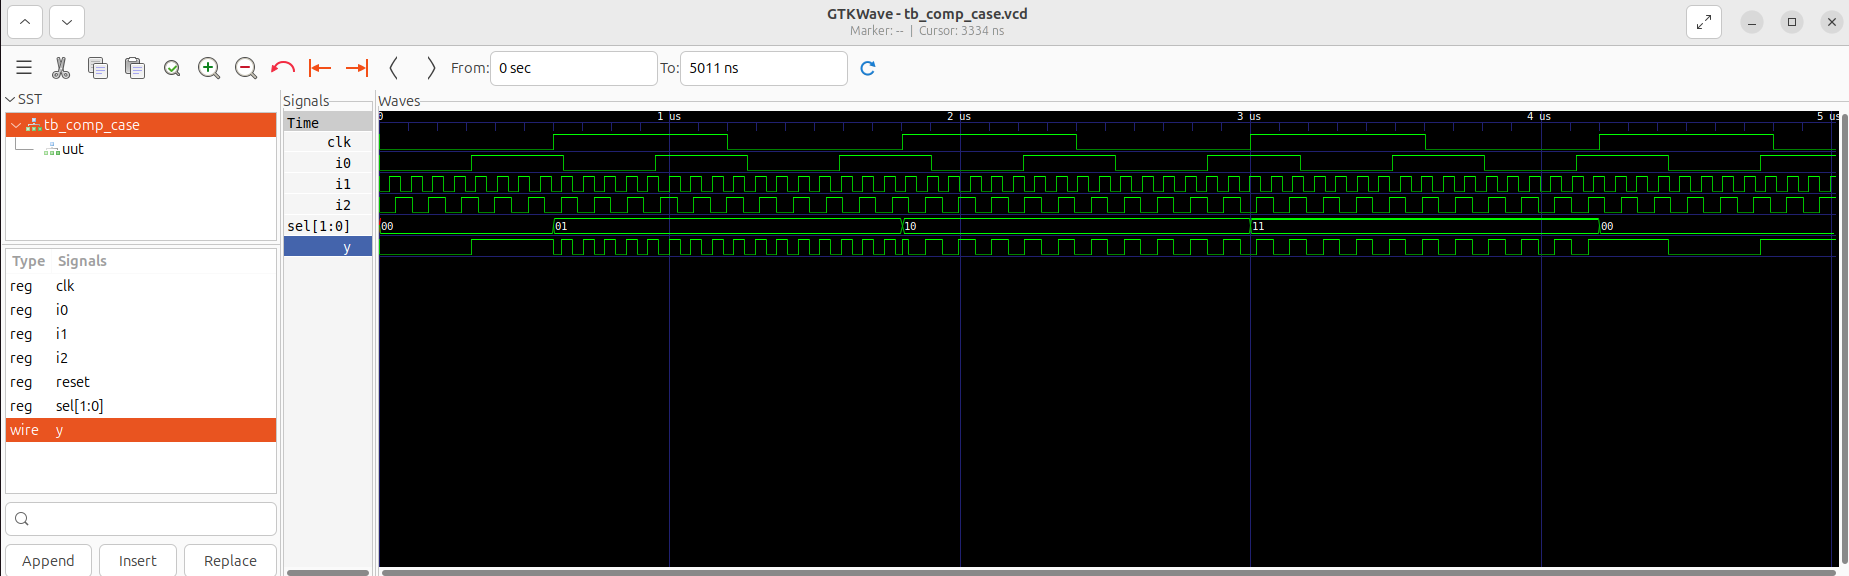 GTKWave - tb_comp_case.vcd
Marker: -- | Cursor: 3334 ns
From: 0 sec To: 5011 ns
SST
tb_comp_case
uut
Type Signals
reg clk
reg i0
reg i1
reg i2
reg reset
reg sel[1:0]
wire y
Append Insert Replace
Signals
Time
clk
i0
i1
i2
sel[1:0]
y
Waves
0 1 us 2 us 3 us 4 us 5 us
00 01 10 11 00